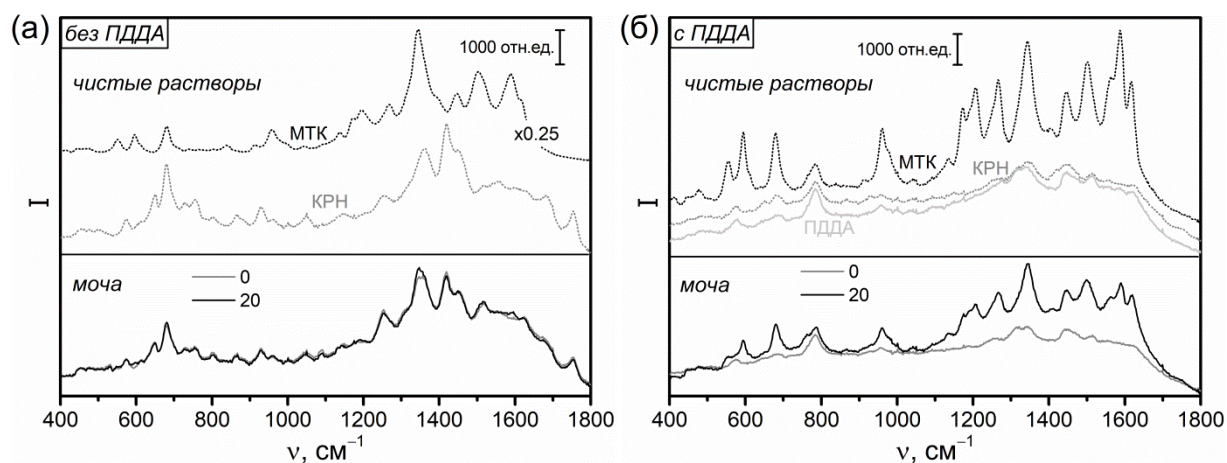 (а)
без ПДДА
1000 отн.ед.
чистые растворы
МТК
x0.25
КРН
I
моча
0
20
400 600 800 1000 1200 1400 1600 1800
ν, см⁻¹
(б)
с ПДДА
1000 отн.ед.
чистые растворы
МТК
КРН
ПДДА
I
моча
0
20
400 600 800 1000 1200 1400 1600 1800
ν, см⁻¹